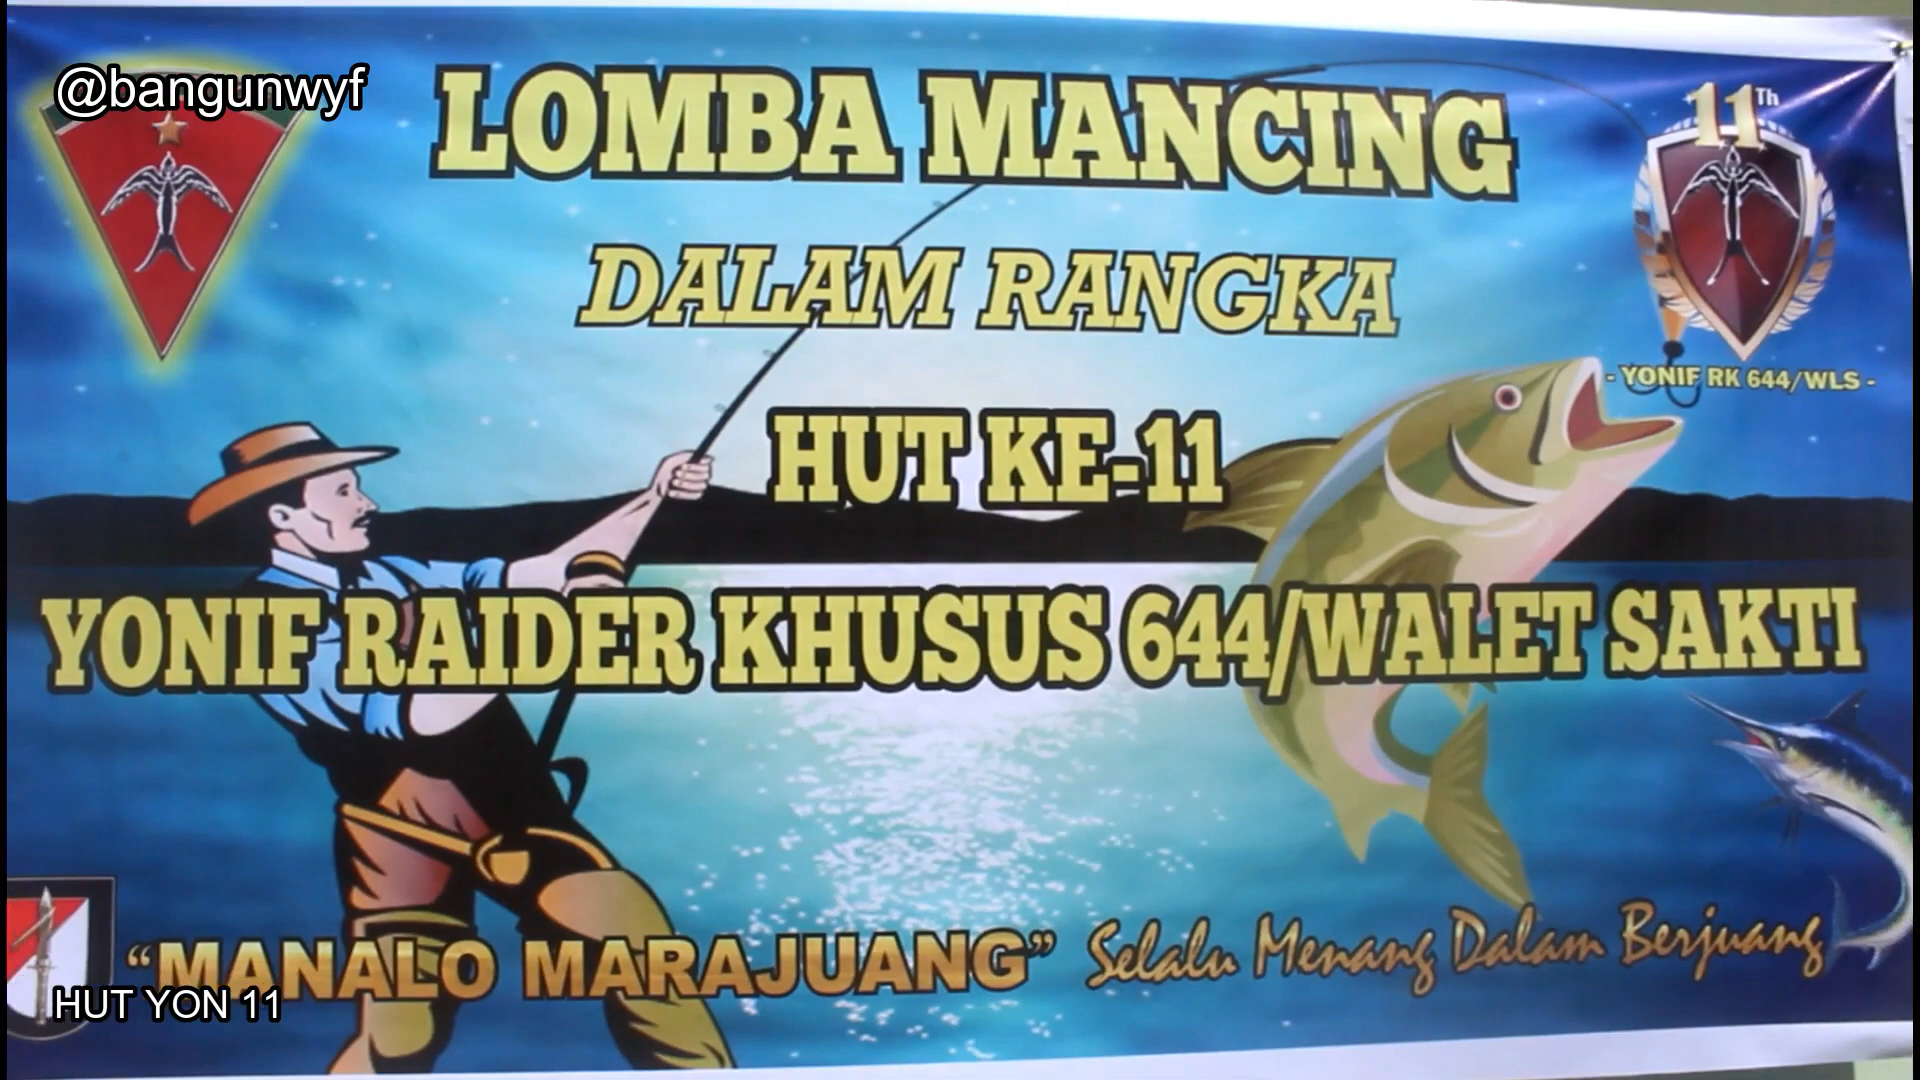 @bangunwyf
LOMBA MANCING
11Th
DALAM RANGKA
- YONIF RK 644/WLS -
HUT KE-11
YONIF RAIDER KHUSUS 644/WALET SAKTI
“MANALO MARAJUANG” Selalu Menang Dalam Berjuang
HUT YON 11